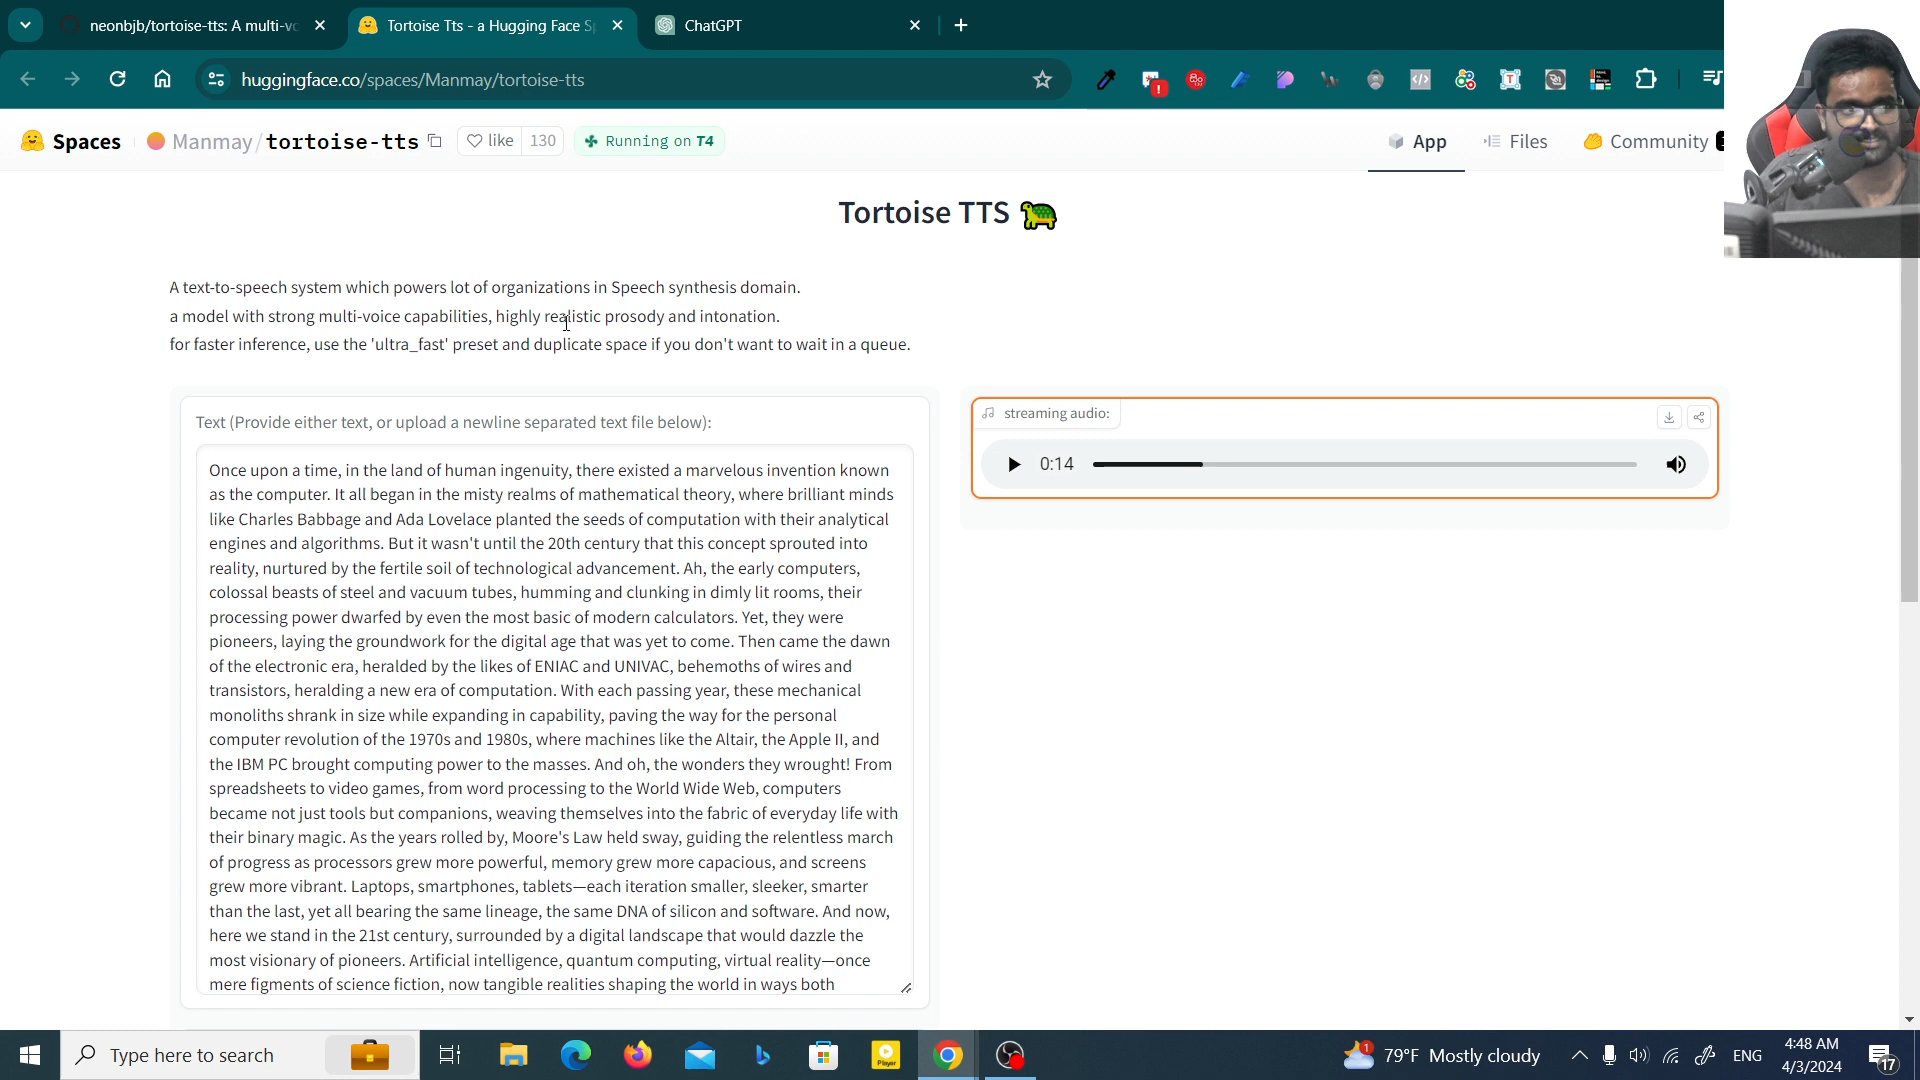 neonbjb/tortoise-tts: A multi-vo
Tortoise Tts - a Hugging Face S
ChatGPT
huggingface.co/spaces/Manmay/tortoise-tts
Spaces
Manmay/tortoise-tts
like 130
Running on T4
App
Files
Community
Tortoise TTS
A text-to-speech system which powers lot of organizations in Speech synthesis domain.
a model with strong multi-voice capabilities, highly realistic prosody and intonation.
for faster inference, use the 'ultra_fast' preset and duplicate space if you don't want to wait in a queue.
Text (Provide either text, or upload a newline separated text file below):
Once upon a time, in the land of human ingenuity, there existed a marvelous invention known
as the computer. It all began in the misty realms of mathematical theory, where brilliant minds
like Charles Babbage and Ada Lovelace planted the seeds of computation with their analytical
engines and algorithms. But it wasn't until the 20th century that this concept sprouted into
reality, nurtured by the fertile soil of technological advancement. Ah, the early computers,
colossal beasts of steel and vacuum tubes, humming and clunking in dimly lit rooms, their
processing power dwarfed by even the most basic of modern calculators. Yet, they were
pioneers, laying the groundwork for the digital age that was yet to come. Then came the dawn
of the electronic era, heralded by the likes of ENIAC and UNIVAC, behemoths of wires and
transistors, heralding a new era of computation. With each passing year, these mechanical
monoliths shrank in size while expanding in capability, paving the way for the personal
computer revolution of the 1970s and 1980s, where machines like the Altair, the Apple II, and
the IBM PC brought computing power to the masses. And oh, the wonders they wrought! From
spreadsheets to video games, from word processing to the World Wide Web, computers
became not just tools but companions, weaving themselves into the fabric of everyday life with
their binary magic. As the years rolled by, Moore's Law held sway, guiding the relentless march
of progress as processors grew more powerful, memory grew more capacious, and screens
grew more vibrant. Laptops, smartphones, tablets—each iteration smaller, sleeker, smarter
than the last, yet all bearing the same lineage, the same DNA of silicon and software. And now,
here we stand in the 21st century, surrounded by a digital landscape that would dazzle the
most visionary of pioneers. Artificial intelligence, quantum computing, virtual reality—once
mere figments of science fiction, now tangible realities shaping the world in ways both
streaming audio:
0:14
Type here to search
Player
1
79°F Mostly cloudy
ENG
4:48 AM
4/3/2024
17